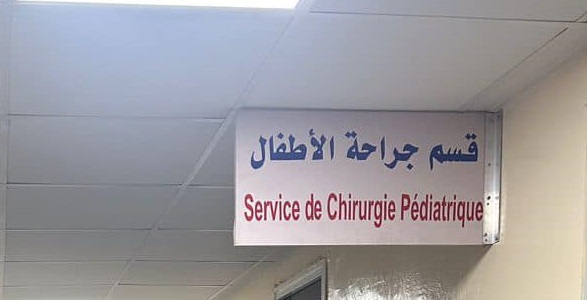 قسم جراحة الأطفال
Service de Chirurgie Pédiatrique